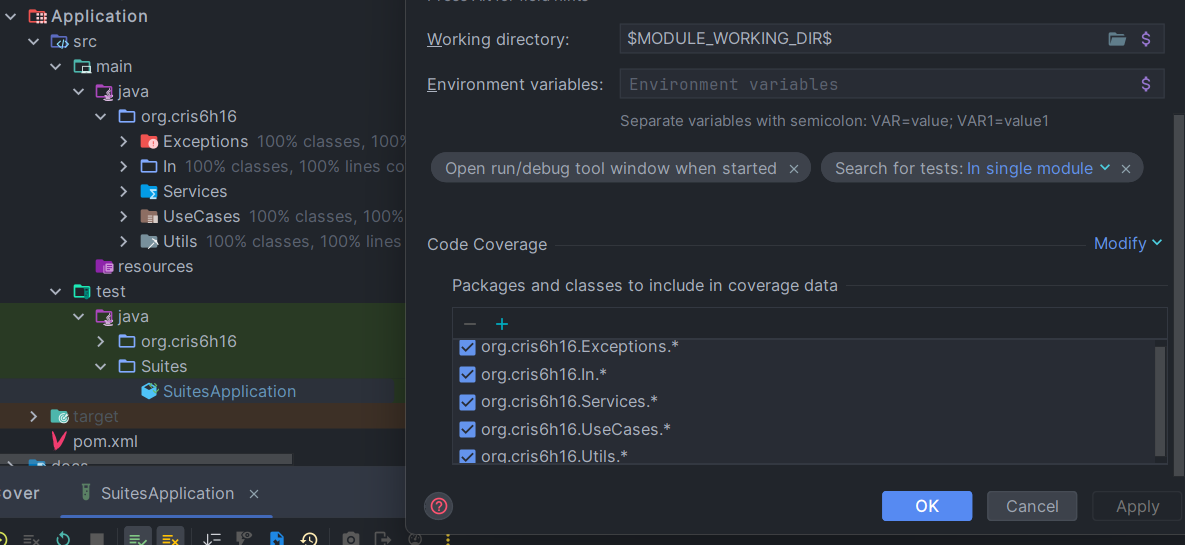 Application
src
main
java
org.cris6h16
Exceptions 100% classes, 100%
In 100% classes, 100% lines co
Services
UseCases 100% classes, 100%
Utils 100% classes, 100% lines
resources
test
java
org.cris6h16
Suites
SuitesApplication
target
pom.xml
docs
over
SuitesApplication
Working directory:
$MODULE_WORKING_DIR$
Environment variables:
Environment variables
Separate variables with semicolon: VAR=value; VAR1=value1
Open run/debug tool window when started
Search for tests: In single module
Code Coverage
Modify
Packages and classes to include in coverage data
org.cris6h16.Exceptions.*
org.cris6h16.In.*
org.cris6h16.Services.*
org.cris6h16.UseCases.*
org.cris6h16.Utils.*
OK
Cancel
Apply